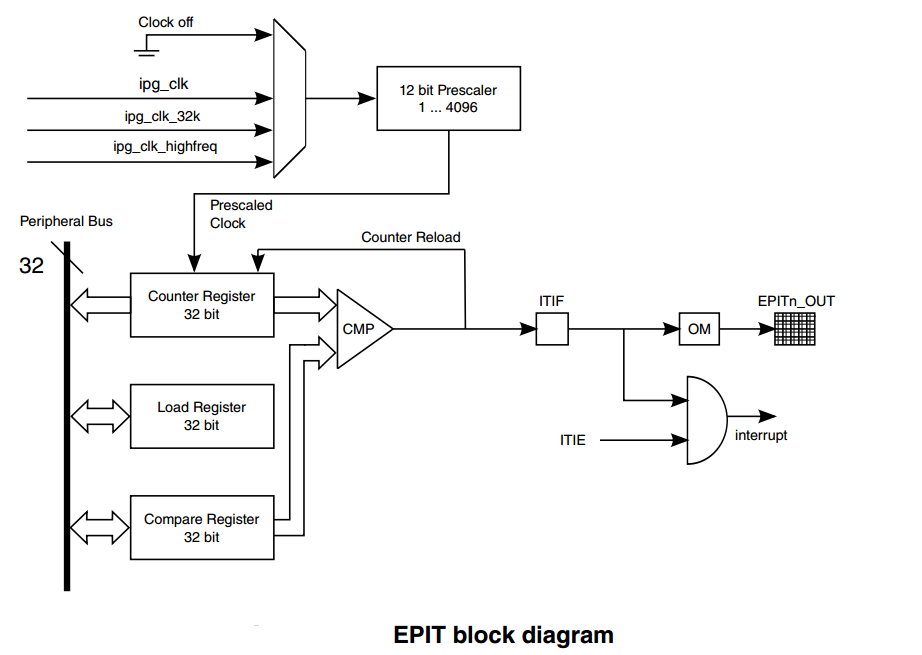 Clock off
ipg_clk
ipg_clk_32k
ipg_clk_highfreq
12 bit Prescaler
1 ... 4096
Prescaled
Clock
Peripheral Bus
32
Counter Reload
Counter Register
32 bit
CMP
ITIF
OM
EPITn_OUT
Load Register
32 bit
ITIE
interrupt
Compare Register
32 bit
EPIT block diagram